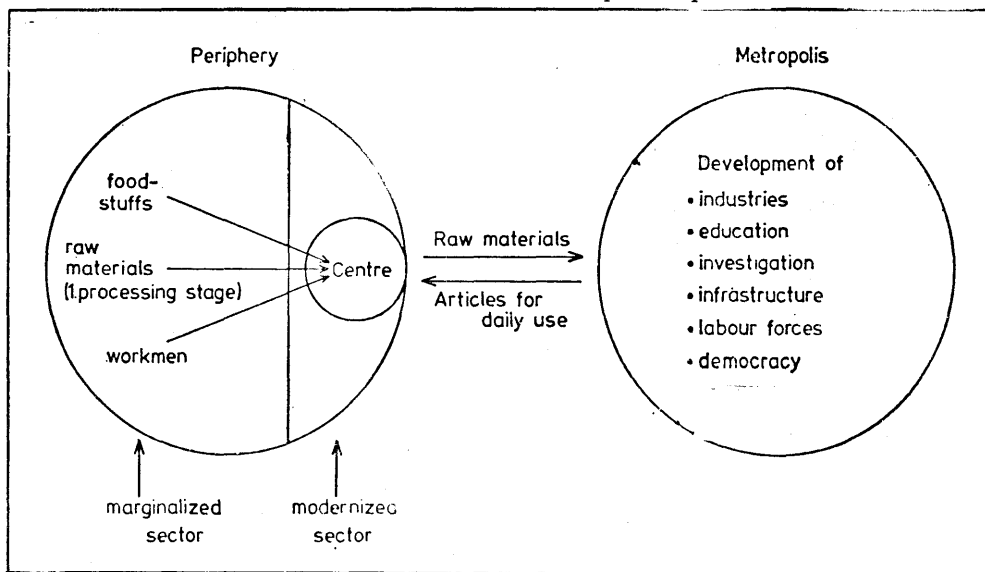 Periphery
Metropolis
food-
stuffs
raw
materials
(1.processing stage)
workmen
Centre
Raw materials
Articles for
daily use
Development of
• industries
• education
• investigation
• infrastructure
• labour forces
• democracy
marginalized
sector
modernized
sector